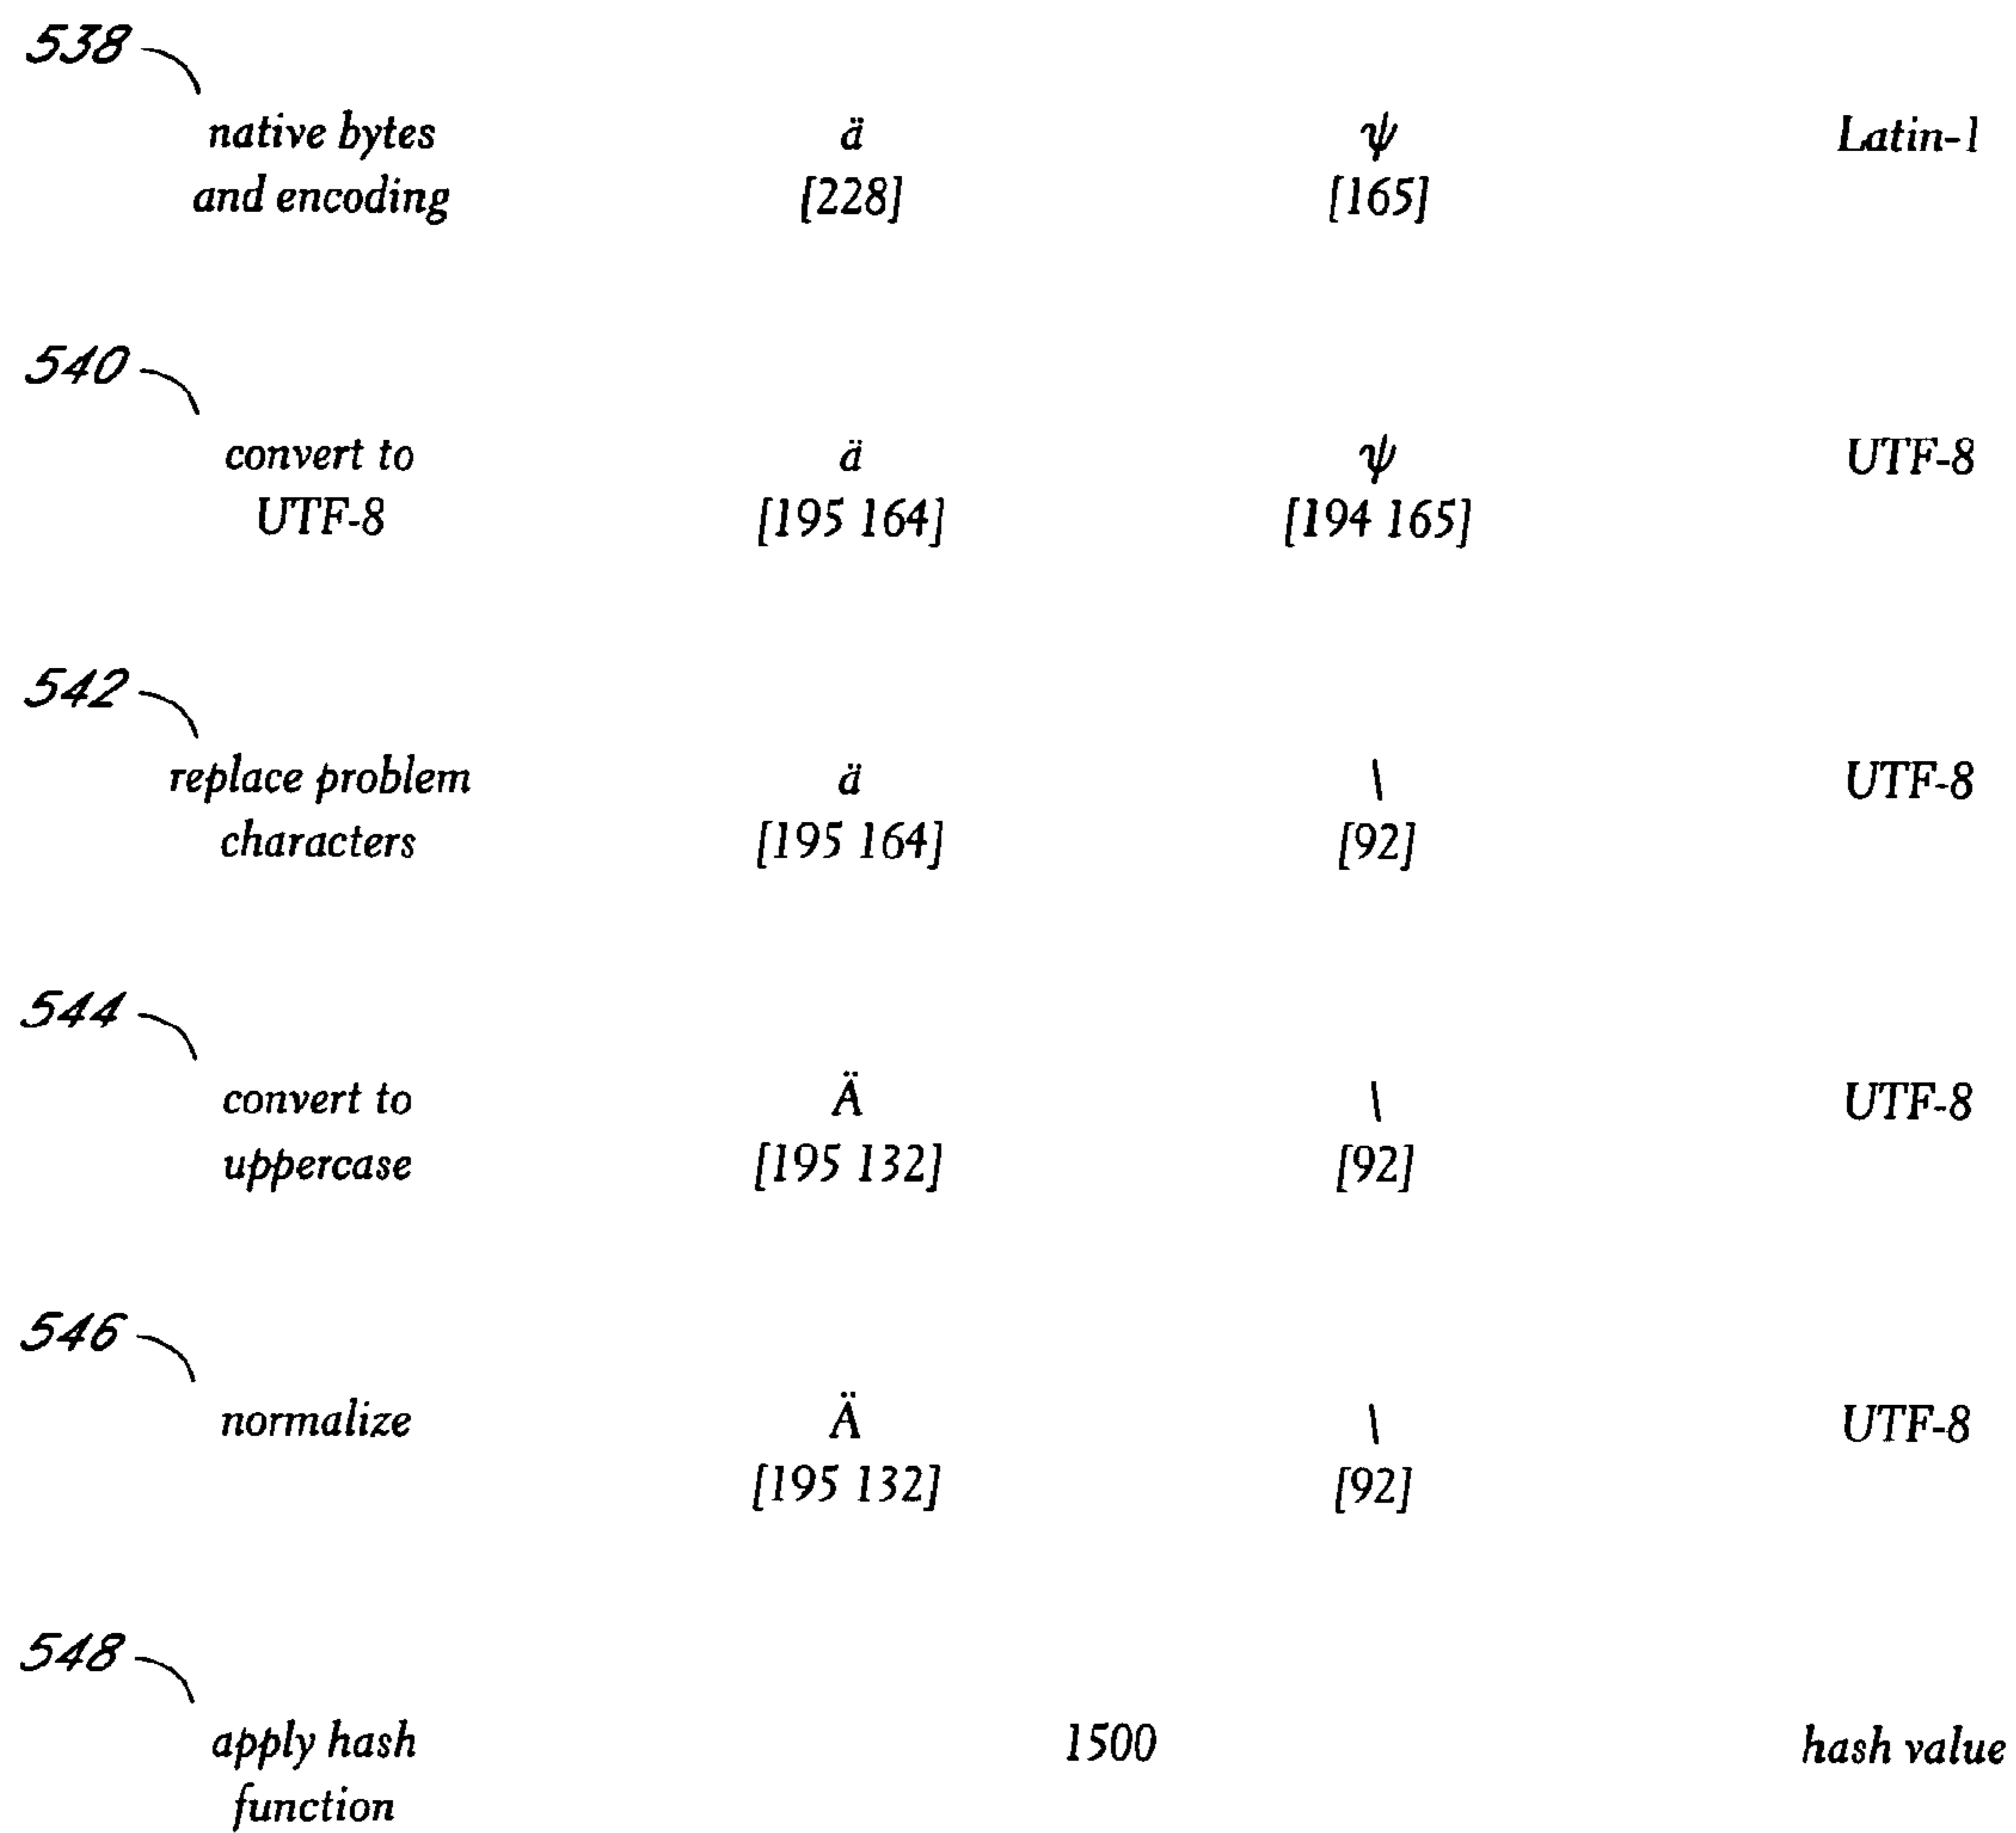 538
native bytes ä ψ Latin-1
and encoding [228] [165]
540
convert to ä ψ UTF-8
UTF-8 [195 164] [194 165]
542
replace problem ä \ UTF-8
characters [195 164] [92]
544
convert to Ä \ UTF-8
uppercase [195 132] [92]
546
normalize Ä \ UTF-8
[195 132] [92]
548
apply hash 1500 hash value
function